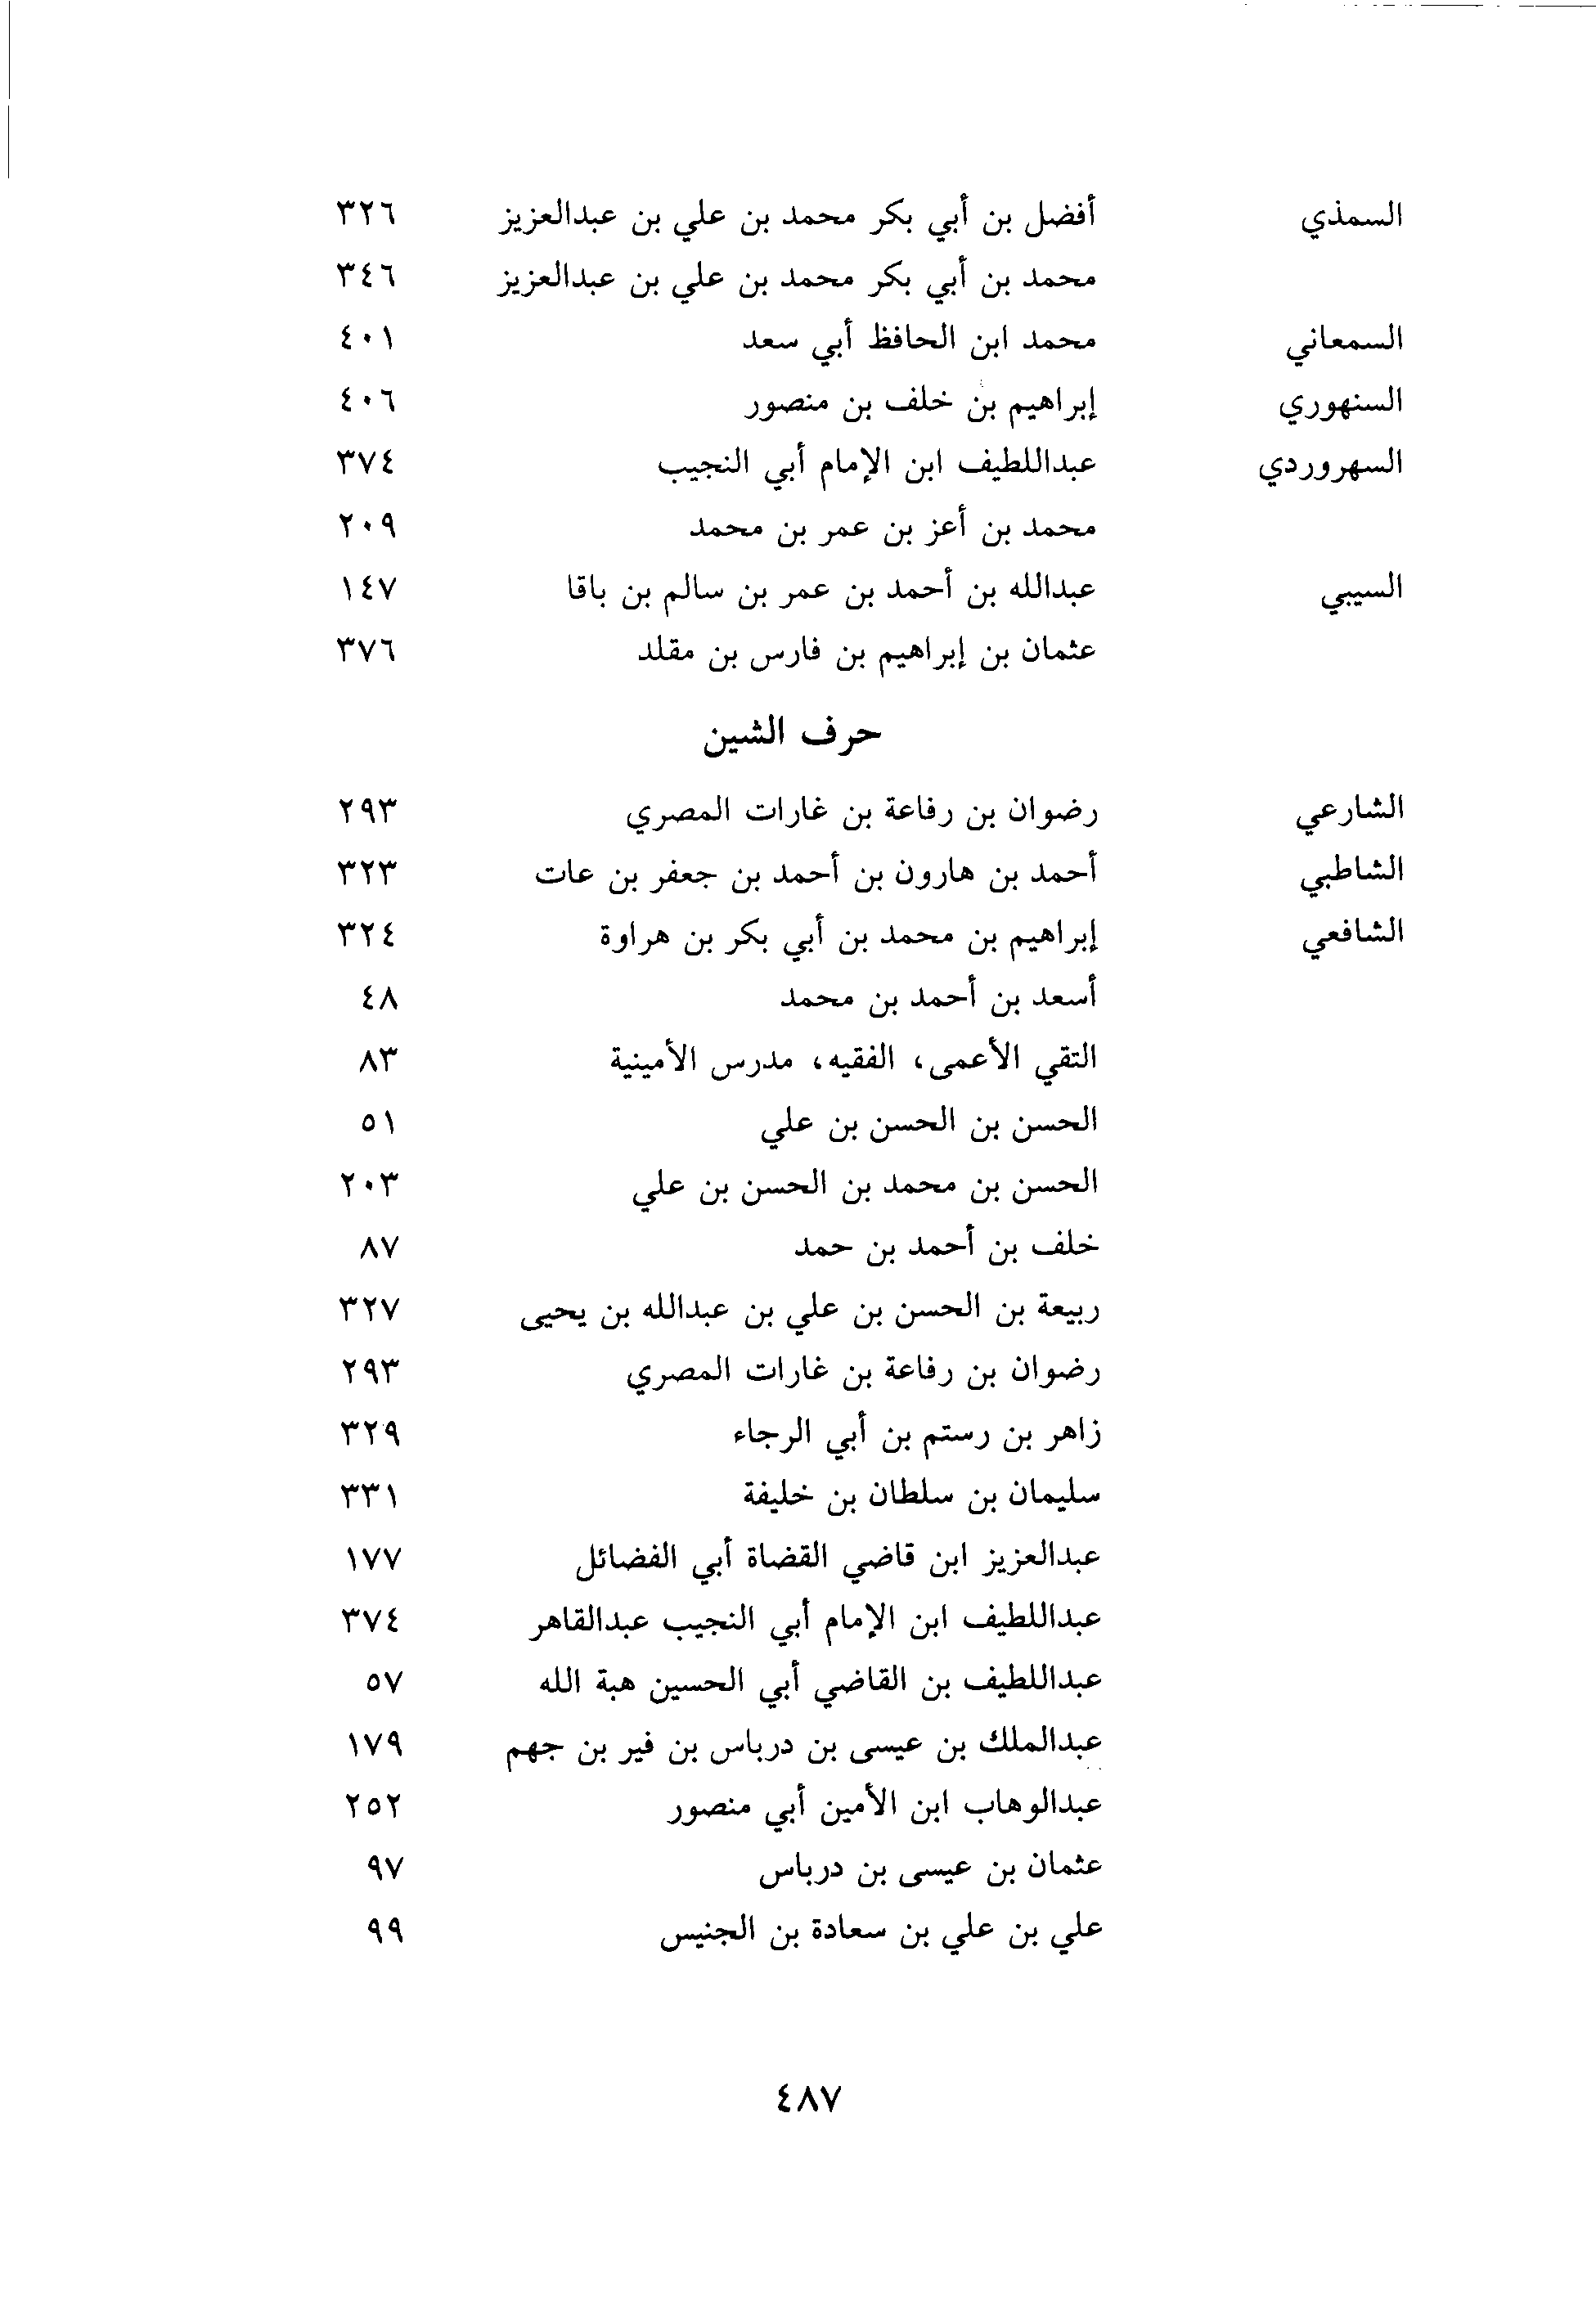 السمذي أفضل بن أبي بكر محمد بن علي بن عبدالعزيز ٣٢٦
محمد بن أبي بكر محمد بن علي بن عبدالعزيز ٣٤٦
السمعاني محمد ابن الحافظ أبي سعد ٤٠١
السنهوري إبراهيم بن خلف بن منصور ٤٠٦
السهروردي عبداللطيف ابن الإمام أبي النجيب ٣٧٤
محمد بن أعز بن عمر بن محمد ٢٠٩
السيبي عبدالله بن أحمد بن عمر بن سالم بن باقا ١٤٧
عثمان بن إبراهيم بن فارس بن مقلد ٣٧٦
حرف الشين
الشارعي رضوان بن رفاعة بن غارات المصري ٢٩٣
الشاطبي أحمد بن هارون بن أحمد بن جعفر بن عات ٣٢٣
الشافعي إبراهيم بن محمد بن أبي بكر بن هراوة ٣٢٤
أسعد بن أحمد بن محمد ٤٨
التقي الأعمى، الفقيه، مدرس الأمينية ٨٣
الحسن بن الحسن بن علي ٥١
الحسن بن محمد بن الحسن بن علي ٢٠٣
خلف بن أحمد بن حمد ٨٧
ربيعة بن الحسن بن علي بن عبدالله بن يحيى ٣٢٧
رضوان بن رفاعة بن غارات المصري ٢٩٣
زاهر بن رستم بن أبي الرجاء ٣٢٩
سليمان بن سلطان بن خليفة ٣٣١
عبدالعزيز ابن قاضي القضاة أبي الفضائل ١٧٧
عبداللطيف ابن الإمام أبي النجيب عبدالقاهر ٣٧٤
عبداللطيف بن القاضي أبي الحسين هبة الله ٥٧
عبدالملك بن عيسى بن درباس بن فير بن جهم ١٧٩
عبدالوهاب ابن الأمين أبي منصور ٢٥٢
عثمان بن عيسى بن درباس ٩٧
علي بن علي بن سعادة بن الجنيس ٩٩
٤٨٧